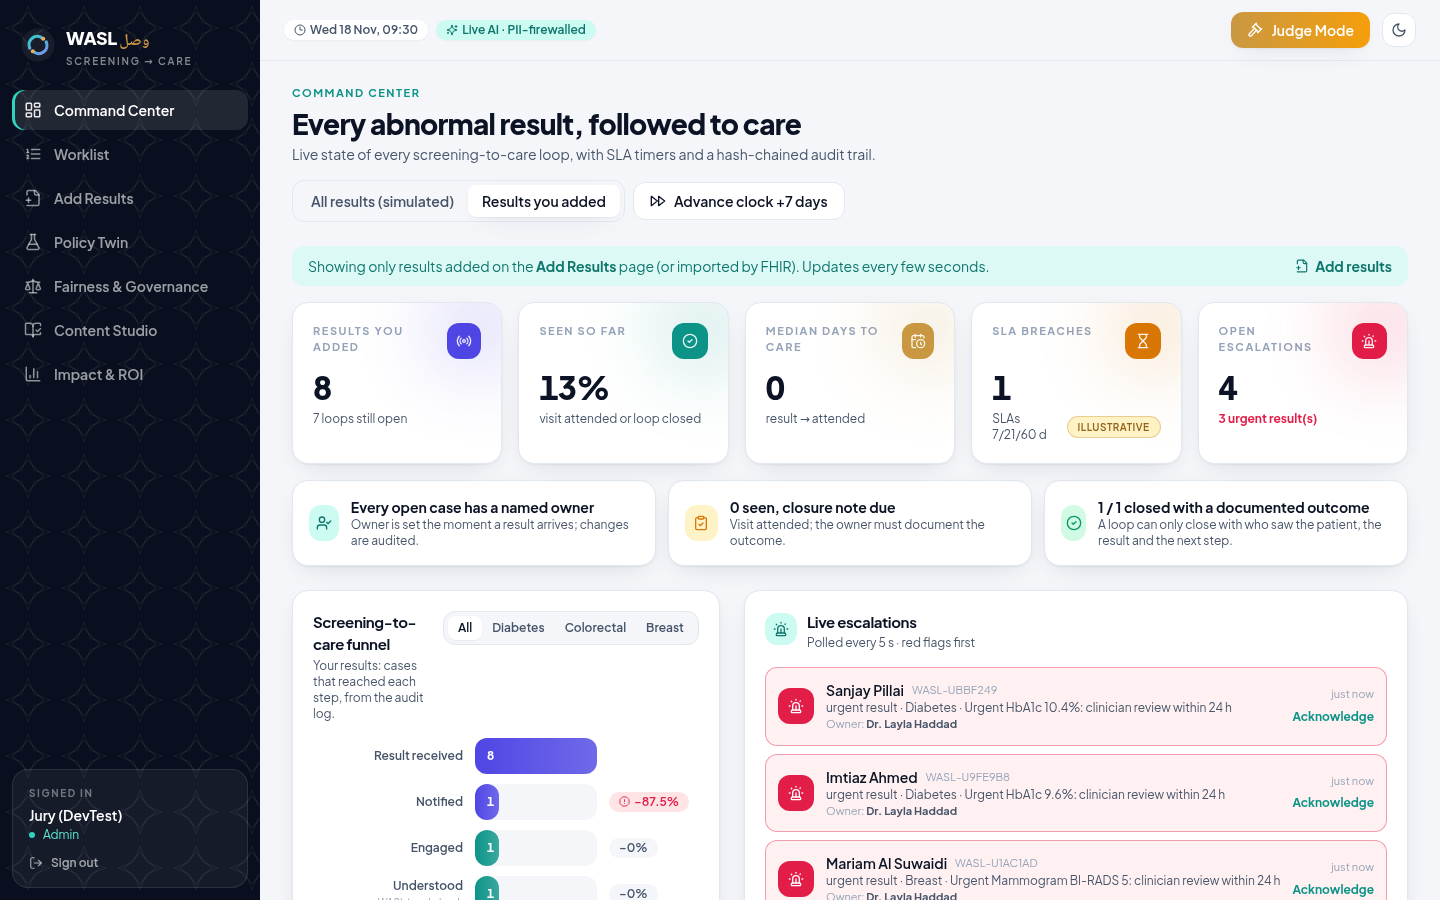 WASL وصل
SCREENING → CARE
Command Center
Worklist
Add Results
Policy Twin
Fairness & Governance
Content Studio
Impact & ROI
SIGNED IN
Jury (DevTest)
Admin
Sign out
Wed 18 Nov, 09:30
Live AI · PII-firewalled
Judge Mode
COMMAND CENTER
Every abnormal result, followed to care
Live state of every screening-to-care loop, with SLA timers and a hash-chained audit trail.
All results (simulated)
Results you added
Advance clock +7 days
Showing only results added on the Add Results page (or imported by FHIR). Updates every few seconds.
Add results
RESULTS YOU
ADDED
8
7 loops still open
SEEN SO FAR
13%
visit attended or loop closed
MEDIAN DAYS TO
CARE
0
result → attended
SLA BREACHES
1
SLAs
7/21/60 d
ILLUSTRATIVE
OPEN
ESCALATIONS
4
3 urgent result(s)
Every open case has a named owner
Owner is set the moment a result arrives; changes
are audited.
0 seen, closure note due
Visit attended; the owner must document the
outcome.
1 / 1 closed with a documented outcome
A loop can only close with who saw the patient, the
result and the next step.
Screening-to-
care funnel
Your results: cases
that reached each
step, from the audit
log.
All
Diabetes
Colorectal
Breast
Result received
8
Notified
1
−87.5%
Engaged
1
−0%
Understood
1
−0%
Live escalations
Polled every 5 s · red flags first
Sanjay Pillai WASL-UBBF249
just now
urgent result · Diabetes · Urgent HbA1c 10.4%: clinician review within 24 h
Acknowledge
Owner: Dr. Layla Haddad
Imtiaz Ahmed WASL-U9FE9B8
just now
urgent result · Diabetes · Urgent HbA1c 9.6%: clinician review within 24 h
Acknowledge
Owner: Dr. Layla Haddad
Mariam Al Suwaidi WASL-U1AC1AD
just now
urgent result · Breast · Urgent Mammogram BI-RADS 5: clinician review within 24 h
Acknowledge
Owner: Dr. Layla Haddad